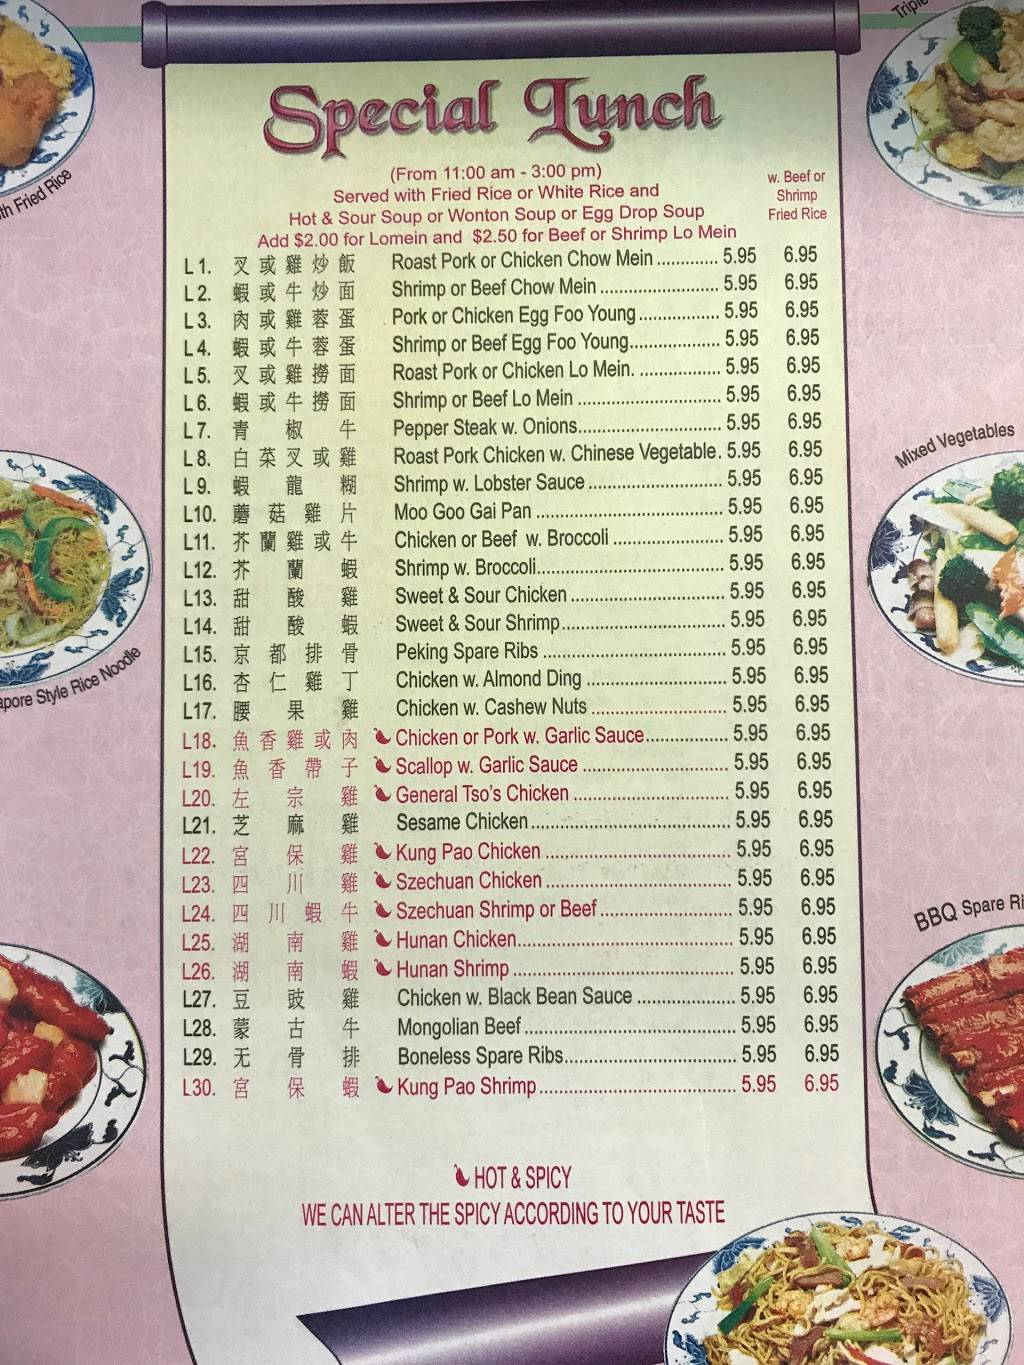 Special Lunch
(From 11:00 am - 3:00 pm)
Served with Fried Rice or White Rice and
Hot & Sour Soup or Wonton Soup or Egg Drop Soup
Add $2.00 for Lomein and $2.50 for Beef or Shrimp Lo Mein
w. Beef or
Shrimp
Fried Rice
L1. 叉或雞炒飯 Roast Pork or Chicken Chow Mein ............. 5.95 6.95
L2. 蝦或牛炒面 Shrimp or Beef Chow Mein ........................ 5.95 6.95
L3. 肉或雞蓉蛋 Pork or Chicken Egg Foo Young ................. 5.95 6.95
L4. 蝦或牛蓉蛋 Shrimp or Beef Egg Foo Young................... 5.95 6.95
L5. 叉或雞撈面 Roast Pork or Chicken Lo Mein. ................. 5.95 6.95
L6. 蝦或牛撈面 Shrimp or Beef Lo Mein ............................. 5.95 6.95
L7. 青椒牛 Pepper Steak w. Onions............................. 5.95 6.95
L8. 白菜叉或雞 Roast Pork Chicken w. Chinese Vegetable. 5.95 6.95
L9. 蝦龍糊 Shrimp w. Lobster Sauce ........................... 5.95 6.95
L10. 蘑菇雞片 Moo Goo Gai Pan ...................................... 5.95 6.95
L11. 芥蘭雞或牛 Chicken or Beef w. Broccoli ...................... 5.95 6.95
L12. 芥蘭蝦 Shrimp w. Broccoli...................................... 5.95 6.95
L13. 甜酸雞 Sweet & Sour Chicken ............................... 5.95 6.95
L14. 甜酸蝦 Sweet & Sour Shrimp................................. 5.95 6.95
L15. 京都排骨 Peking Spare Ribs ..................................... 5.95 6.95
L16. 杏仁雞丁 Chicken w. Almond Ding ............................ 5.95 6.95
L17. 腰果雞 Chicken w. Cashew Nuts ........................... 5.95 6.95
L18. 魚香雞或肉 Chicken or Pork w. Garlic Sauce................. 5.95 6.95
L19. 魚香帶子 Scallop w. Garlic Sauce ............................. 5.95 6.95
L20. 左宗雞 General Tso's Chicken ............................... 5.95 6.95
L21. 芝麻雞 Sesame Chicken ........................................ 5.95 6.95
L22. 宮保雞 Kung Pao Chicken ...................................... 5.95 6.95
L23. 四川雞 Szechuan Chicken ..................................... 5.95 6.95
L24. 四川蝦牛 Szechuan Shrimp or Beef........................... 5.95 6.95
L25. 湖南雞 Hunan Chicken........................................... 5.95 6.95
L26. 湖南蝦 Hunan Shrimp ............................................ 5.95 6.95
L27. 豆豉雞 Chicken w. Black Bean Sauce .................... 5.95 6.95
L28. 蒙古牛 Mongolian Beef .......................................... 5.95 6.95
L29. 无骨排 Boneless Spare Ribs.................................. 5.95 6.95
L30. 宮保蝦 Kung Pao Shrimp....................................... 5.95 6.95
HOT & SPICY
WE CAN ALTER THE SPICY ACCORDING TO YOUR TASTE
Fried Rice
Style Rice Noodle
Mixed Vegetables
BBQ Spare